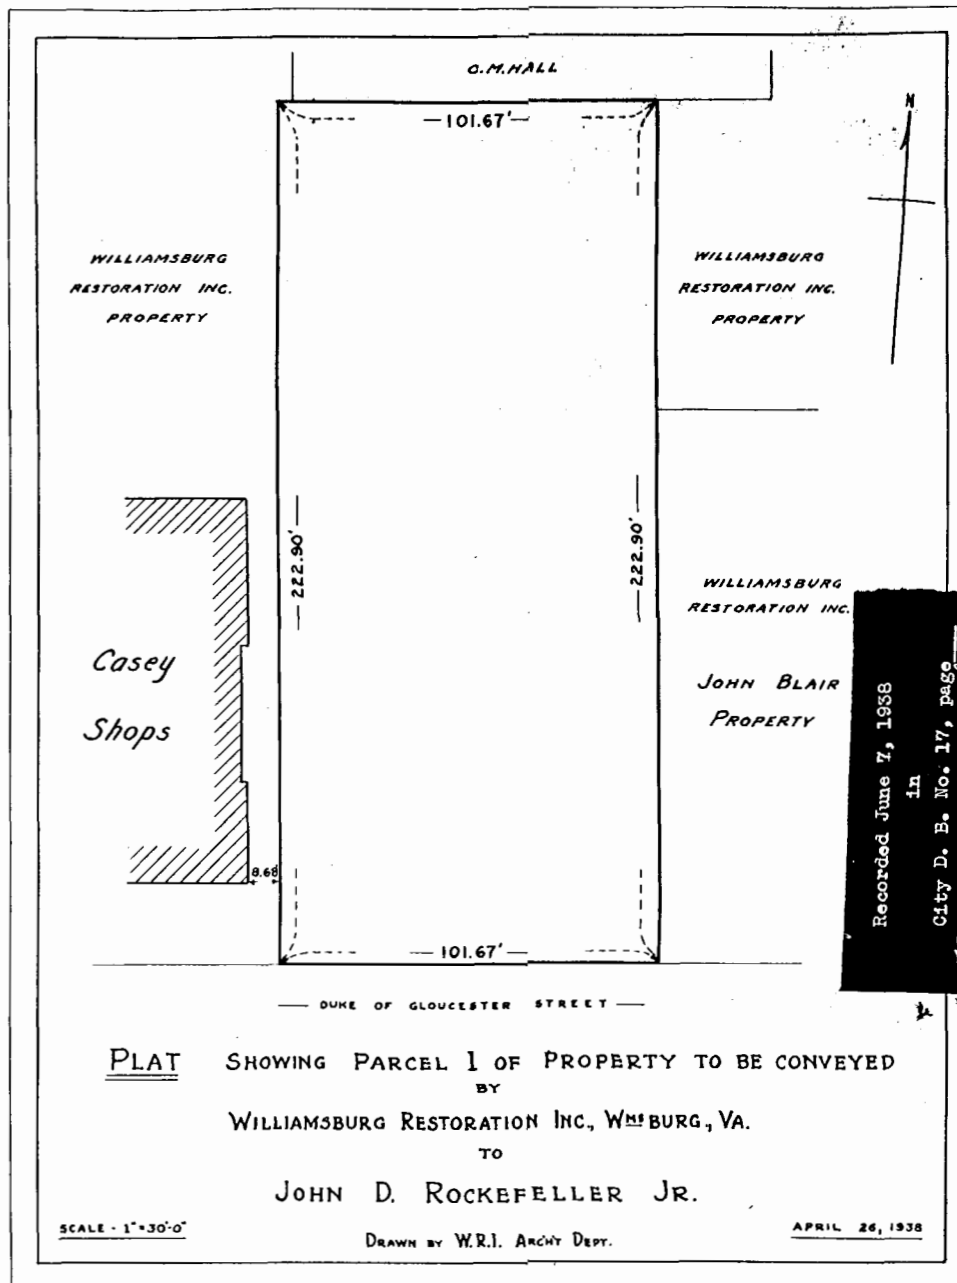 C.M.HALL
101.67'
N
WILLIAMSBURG
RESTORATION INC.
PROPERTY
WILLIAMSBURG
RESTORATION INC.
PROPERTY
222.90'
222.90'
Casey
Shops
WILLIAMSBURG
RESTORATION INC.
JOHN BLAIR
PROPERTY
Recorded June 7, 1938
in
City D. B. No. 17, page
8.68
101.67'
DUKE OF GLOUCESTER STREET
PLAT SHOWING PARCEL 1 OF PROPERTY TO BE CONVEYED
BY
WILLIAMSBURG RESTORATION INC., WMSBURG., VA.
TO
JOHN D. ROCKEFELLER JR.
SCALE - 1"=30'-0"
APRIL 26, 1938
DRAWN BY W.R.I. ARCH'T DEPT.